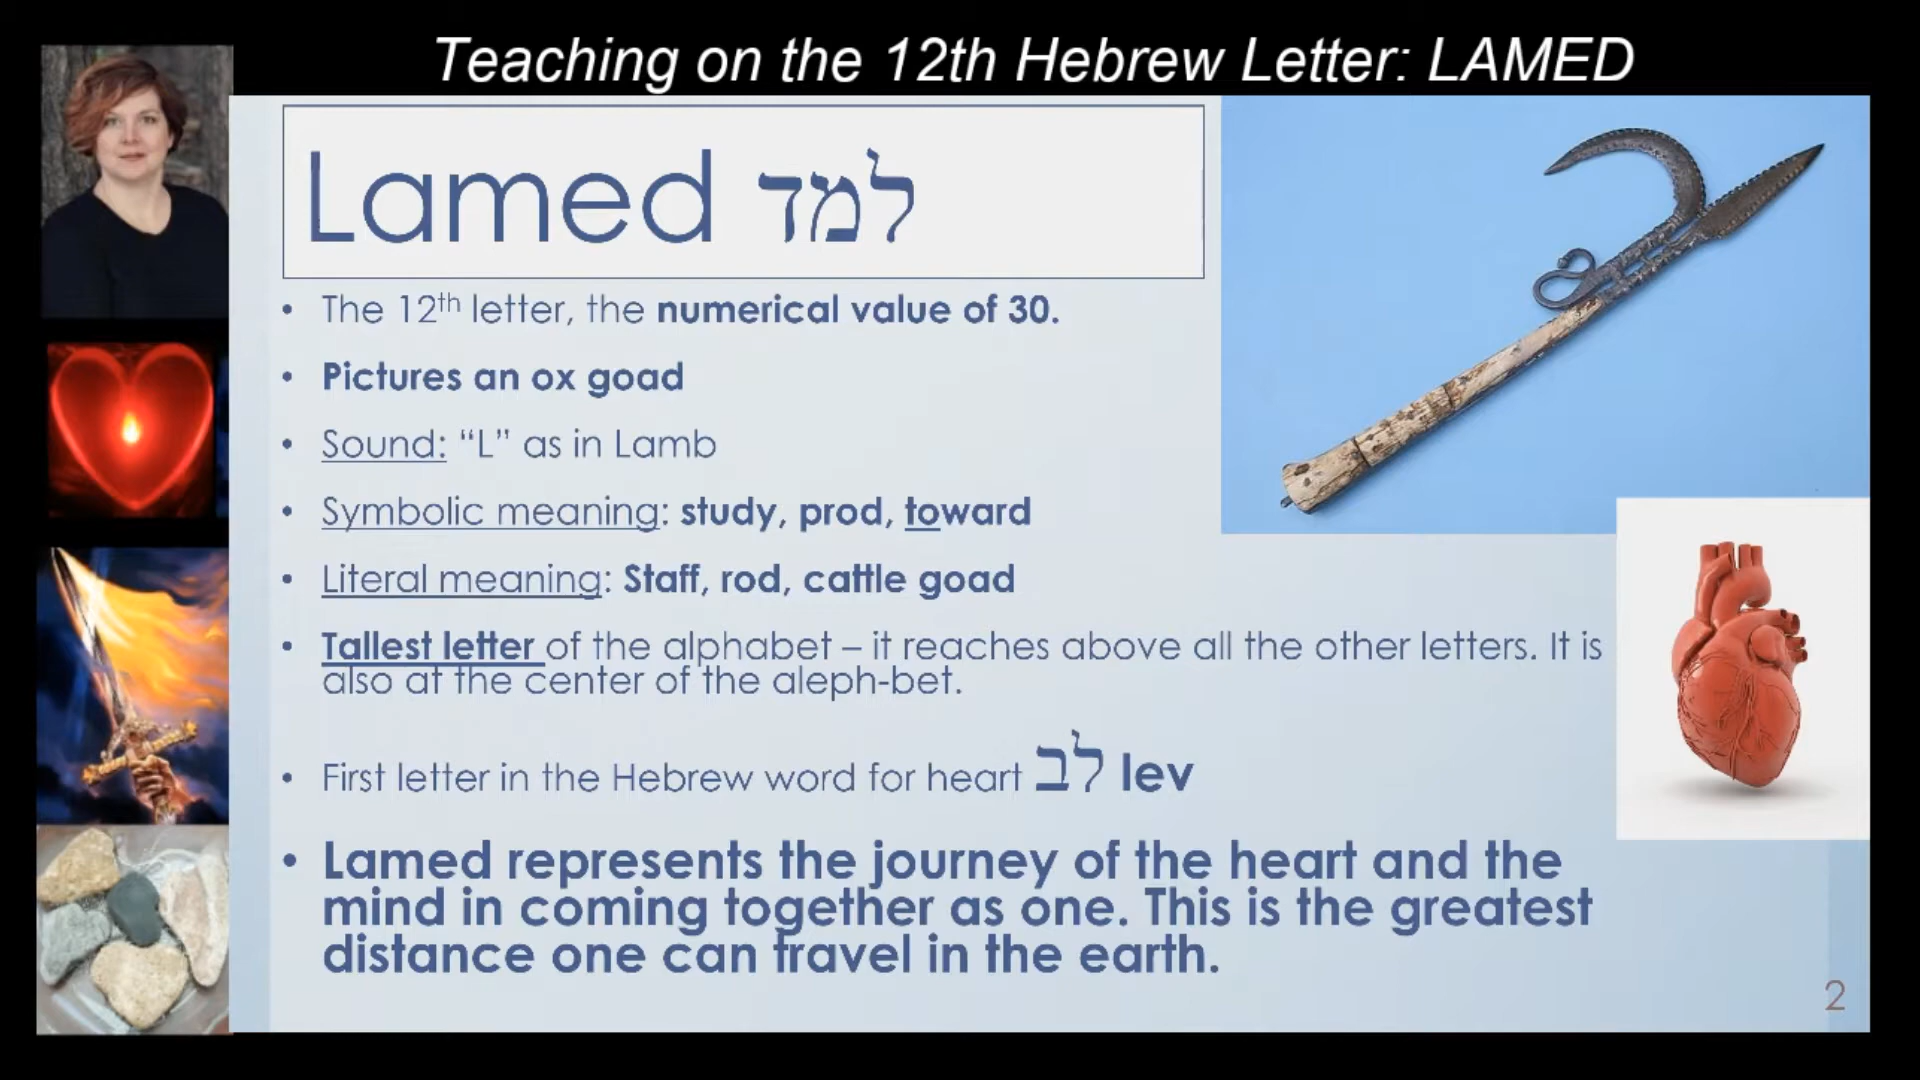 Teaching on the 12th Hebrew Letter: LAMED
Lamed למד
• The 12th letter, the numerical value of 30.
• Pictures an ox goad
• Sound: “L” as in Lamb
• Symbolic meaning: study, prod, toward
• Literal meaning: Staff, rod, cattle goad
• Tallest letter of the alphabet – it reaches above all the other letters. It is
also at the center of the aleph-bet.
• First letter in the Hebrew word for heart לב lev
• Lamed represents the journey of the heart and the
mind in coming together as one. This is the greatest
distance one can travel in the earth.
2